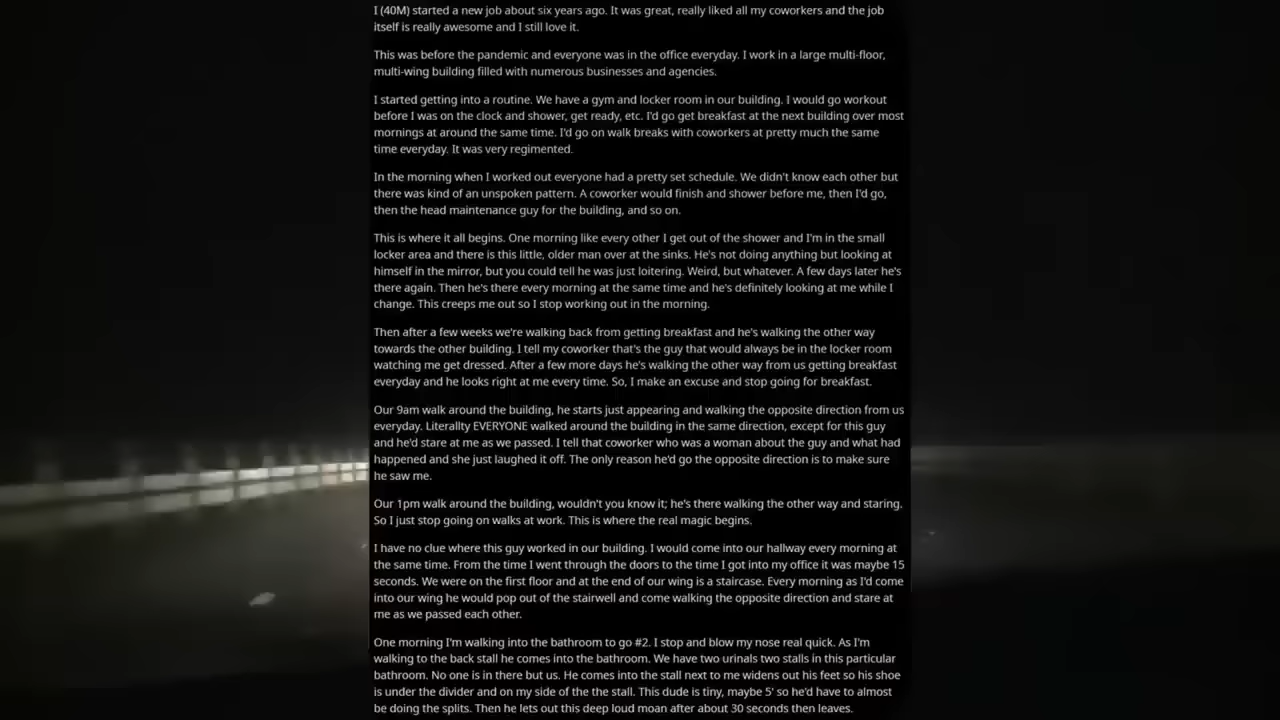 I (40M) started a new job about six years ago. It was great, really liked all my coworkers and the job
itself is really awesome and I still love it.
This was before the pandemic and everyone was in the office everyday. I work in a large multi-floor,
multi-wing building filled with numerous businesses and agencies.
I started getting into a routine. We have a gym and locker room in our building. I would go workout
before I was on the clock and shower, get ready, etc. I'd go get breakfast at the next building over most
mornings at around the same time. I'd go on walk breaks with coworkers at pretty much the same
time everyday. It was very regimented.
In the morning when I worked out everyone had a pretty set schedule. We didn't know each other but
there was kind of an unspoken pattern. A coworker would finish and shower before me, then I'd go,
then the head maintenance guy for the building, and so on.
This is where it all begins. One morning like every other I get out of the shower and I'm in the small
locker area and there is this little, older man over at the sinks. He's not doing anything but looking at
himself in the mirror, but you could tell he was just loitering. Weird, but whatever. A few days later he's
there again. Then he's there every morning at the same time and he's definitely looking at me while I
change. This creeps me out so I stop working out in the morning.
Then after a few weeks we're walking back from getting breakfast and he's walking the other way
towards the other building. I tell my coworker that's the guy that would always be in the locker room
watching me get dressed. After a few more days he's walking the other way from us getting breakfast
everyday and he looks right at me every time. So, I make an excuse and stop going for breakfast.
Our 9am walk around the building, he starts just appearing and walking the opposite direction from us
everyday. Literallty EVERYONE walked around the building in the same direction, except for this guy
and he'd stare at me as we passed. I tell that coworker who was a woman about the guy and what had
happened and she just laughed it off. The only reason he'd go the opposite direction is to make sure
he saw me.
Our 1pm walk around the building, wouldn't you know it; he's there walking the other way and staring.
So I just stop going on walks at work. This is where the real magic begins.
I have no clue where this guy worked in our building. I would come into our hallway every morning at
the same time. From the time I went through the doors to the time I got into my office it was maybe 15
seconds. We were on the first floor and at the end of our wing is a staircase. Every morning as I'd come
into our wing he would pop out of the stairwell and come walking the opposite direction and stare at
me as we passed each other.
One morning I'm walking into the bathroom to go #2. I stop and blow my nose real quick. As I'm
walking to the back stall he comes into the bathroom. We have two urinals two stalls in this particular
bathroom. No one is in there but us. He comes into the stall next to me widens out his feet so his shoe
is under the divider and on my side of the the stall. This dude is tiny, maybe 5' so he'd have to almost
be doing the splits. Then he lets out this deep loud moan after about 30 seconds then leaves.